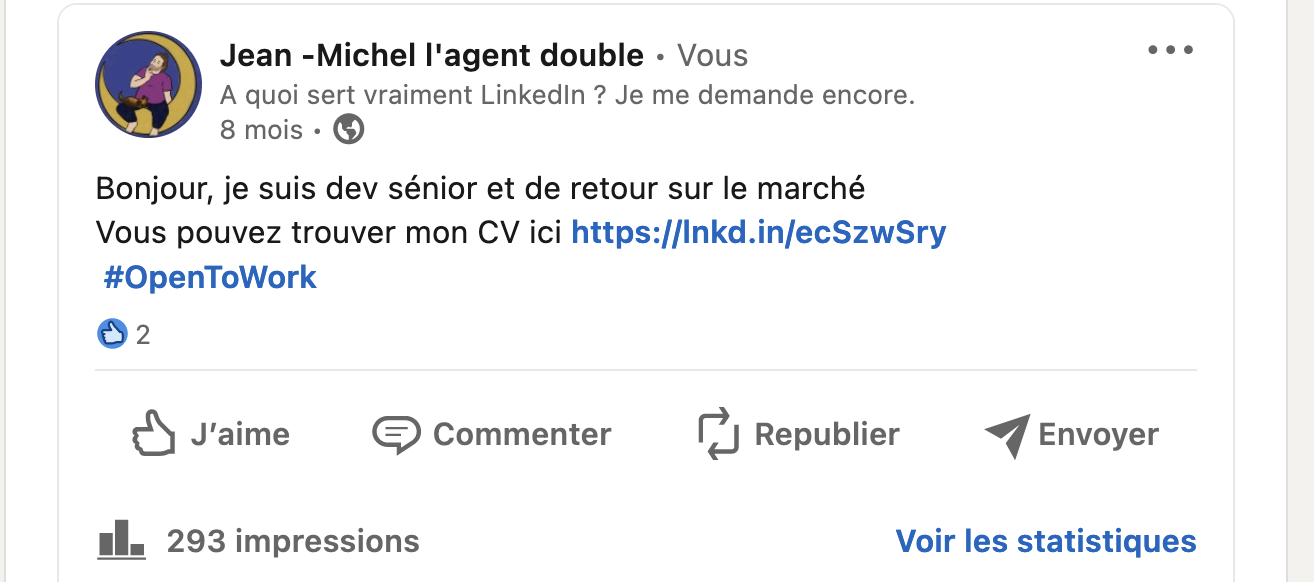 Jean -Michel l'agent double • Vous
A quoi sert vraiment LinkedIn ? Je me demande encore.
8 mois •
Bonjour, je suis dev sénior et de retour sur le marché
Vous pouvez trouver mon CV ici https://lnkd.in/ecSzwSry
#OpenToWork
2
J’aime Commenter Republier Envoyer
293 impressions Voir les statistiques